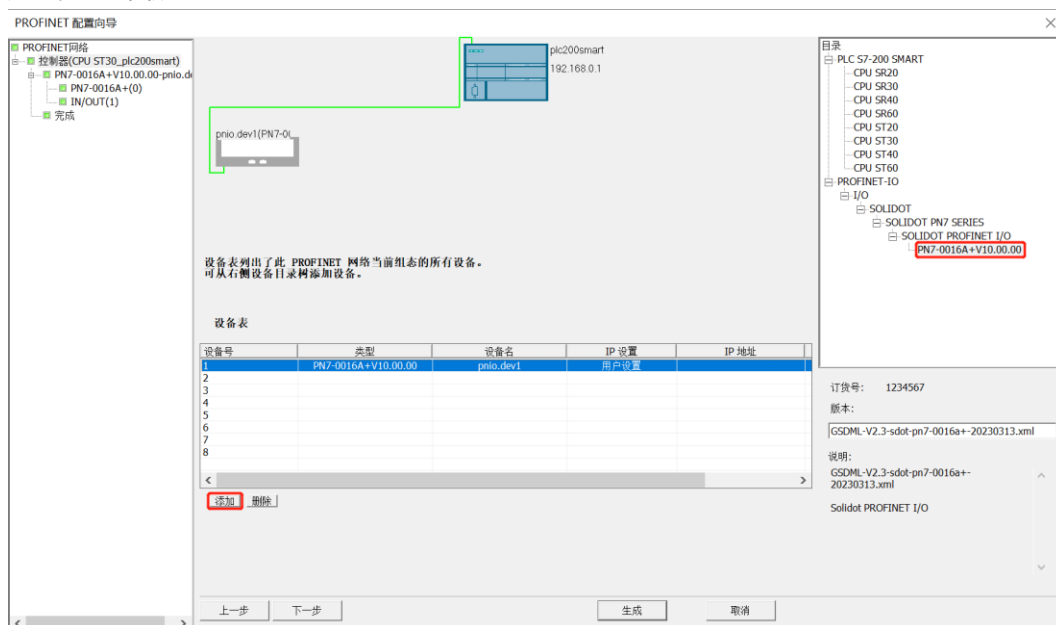 PROFINET 配置向导
PROFINET网络
控制器(CPU ST30_plc200smart)
PN7-0016A+V10.00.00-pnio.de
PN7-0016A+(0)
IN/OUT(1)
完成
plc200smart
192.168.0.1
pnio.dev1(PN7-0(
设备表列出了此 PROFINET 网络当前组态的所有设备。
可从右侧设备目录树添加设备。
设备表
设备号 类型 设备名 IP 设置 IP 地址
1 PN7-0016A+V10.00.00 pnio.dev1 用户设置
2
3
4
5
6
7
8
添加 删除
上一步 下一步 生成 取消
目录
PLC S7-200 SMART
CPU SR20
CPU SR30
CPU SR40
CPU SR60
CPU ST20
CPU ST30
CPU ST40
CPU ST60
PROFINET-IO
I/O
SOLIDOT
SOLIDOT PN7 SERIES
SOLIDOT PROFINET I/O
PN7-0016A+V10.00.00
订货号: 1234567
版本:
GSDML-V2.3-sdot-pn7-0016a+-20230313.xml
说明:
GSDML-V2.3-sdot-pn7-0016a+-
20230313.xml
Solidot PROFINET I/O